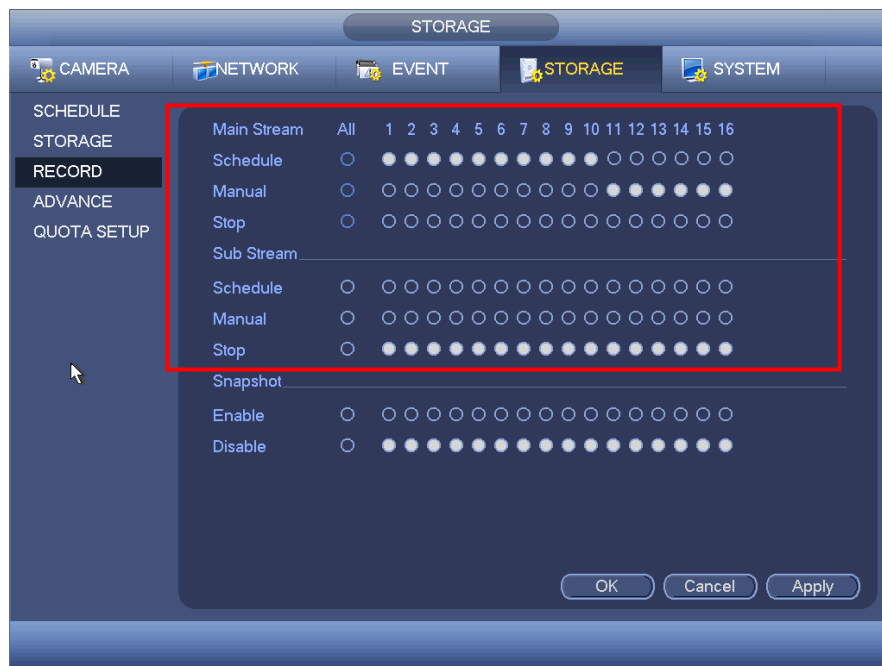 STORAGE
CAMERA NETWORK EVENT STORAGE SYSTEM
SCHEDULE
STORAGE
RECORD
ADVANCE
QUOTA SETUP
Main Stream All 1 2 3 4 5 6 7 8 9 10 11 12 13 14 15 16
Schedule
Manual
Stop
Sub Stream
Schedule
Manual
Stop
Snapshot
Enable
Disable
OK Cancel Apply